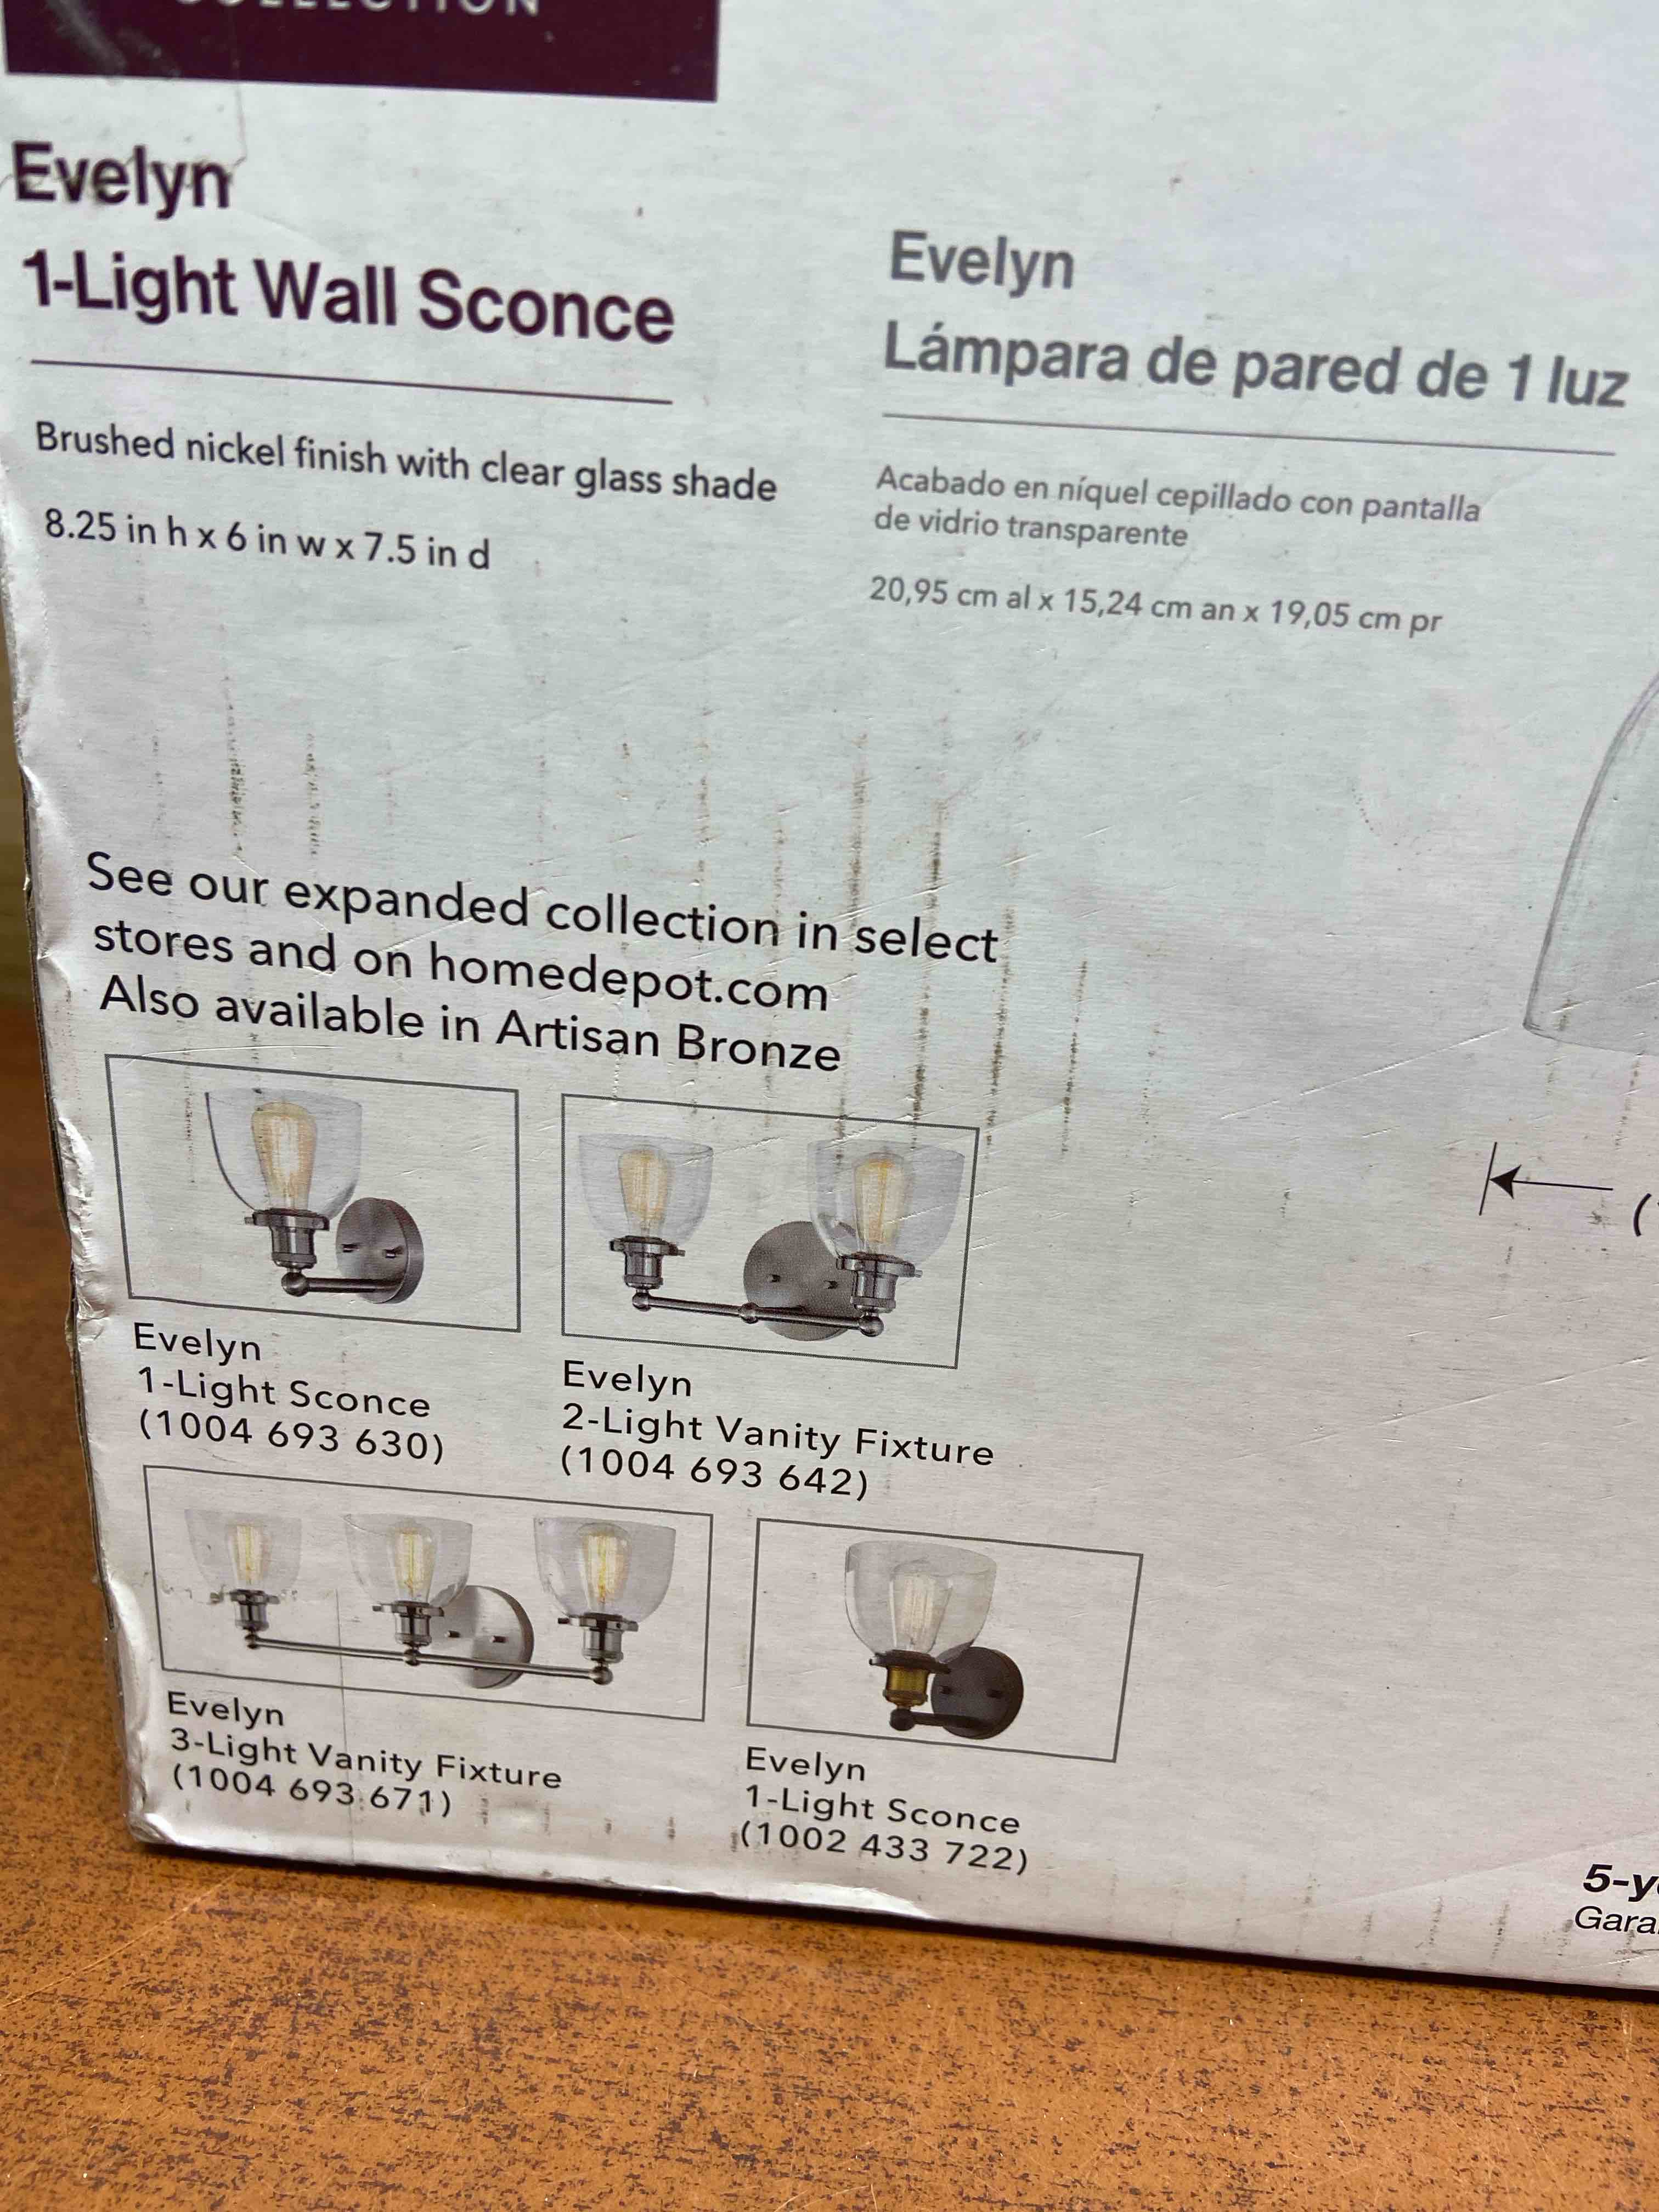 COLLECTION
Evelyn
1-Light Wall Sconce
Brushed nickel finish with clear glass shade
8.25 in h x 6 in w x 7.5 in d
Evelyn
Lámpara de pared de 1 luz
Acabado en níquel cepillado con pantalla
de vidrio transparente
20,95 cm al x 15,24 cm an x 19,05 cm pr
See our expanded collection in select
stores and on homedepot.com
Also available in Artisan Bronze
Evelyn
1-Light Sconce
(1004 693 630)
Evelyn
2-Light Vanity Fixture
(1004 693 642)
Evelyn
3-Light Vanity Fixture
(1004 693 671)
Evelyn
1-Light Sconce
(1002 433 722)
(
5-y
Gara